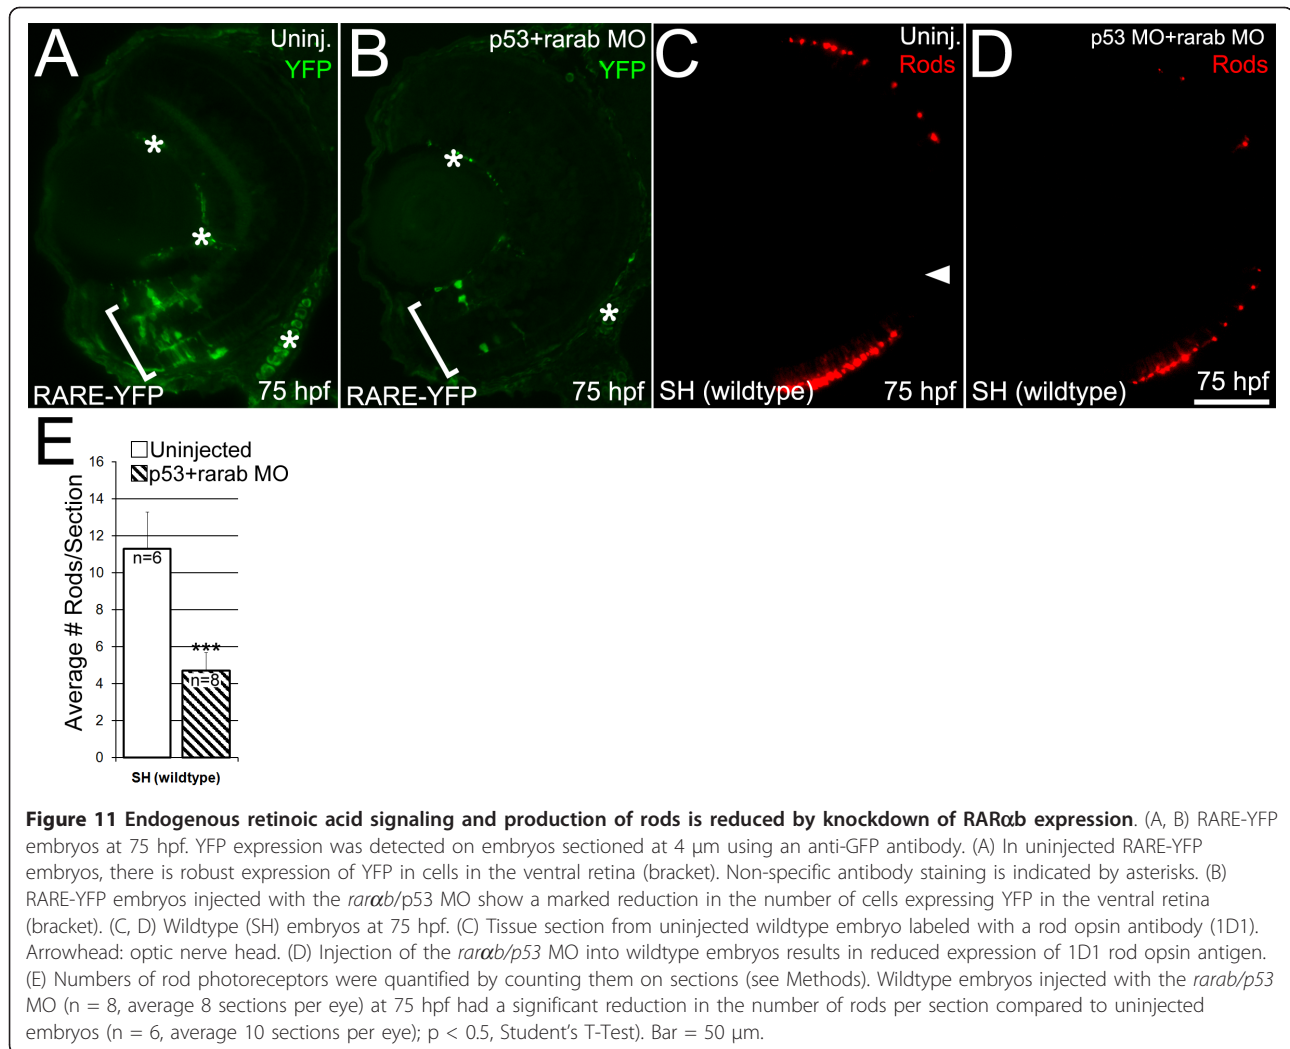 A
Uninj.
YFP
*
*
*
RARE-YFP
75 hpf
B
p53+rarab MO
YFP
*
*
RARE-YFP
75 hpf
C
Uninj.
Rods
SH (wildtype)
75 hpf
D
p53 MO+rarab MO
Rods
SH (wildtype)
75 hpf
E
Uninjected
p53+rarab MO
Average # Rods/Section
16
14
12
10
8
6
4
2
0
n=6
***
n=8
SH (wildtype)
Figure 11 Endogenous retinoic acid signaling and production of rods is reduced by knockdown of RARαb expression. (A, B) RARE-YFP
embryos at 75 hpf. YFP expression was detected on embryos sectioned at 4 μm using an anti-GFP antibody. (A) In uninjected RARE-YFP
embryos, there is robust expression of YFP in cells in the ventral retina (bracket). Non-specific antibody staining is indicated by asterisks. (B)
RARE-YFP embryos injected with the rarαb/p53 MO show a marked reduction in the number of cells expressing YFP in the ventral retina
(bracket). (C, D) Wildtype (SH) embryos at 75 hpf. (C) Tissue section from uninjected wildtype embryo labeled with a rod opsin antibody (1D1).
Arrowhead: optic nerve head. (D) Injection of the rarαb/p53 MO into wildtype embryos results in reduced expression of 1D1 rod opsin antigen.
(E) Numbers of rod photoreceptors were quantified by counting them on sections (see Methods). Wildtype embryos injected with the rarab/p53
MO (n = 8, average 8 sections per eye) at 75 hpf had a significant reduction in the number of rods per section compared to uninjected
embryos (n = 6, average 10 sections per eye); p < 0.5, Student's T-Test). Bar = 50 μm.